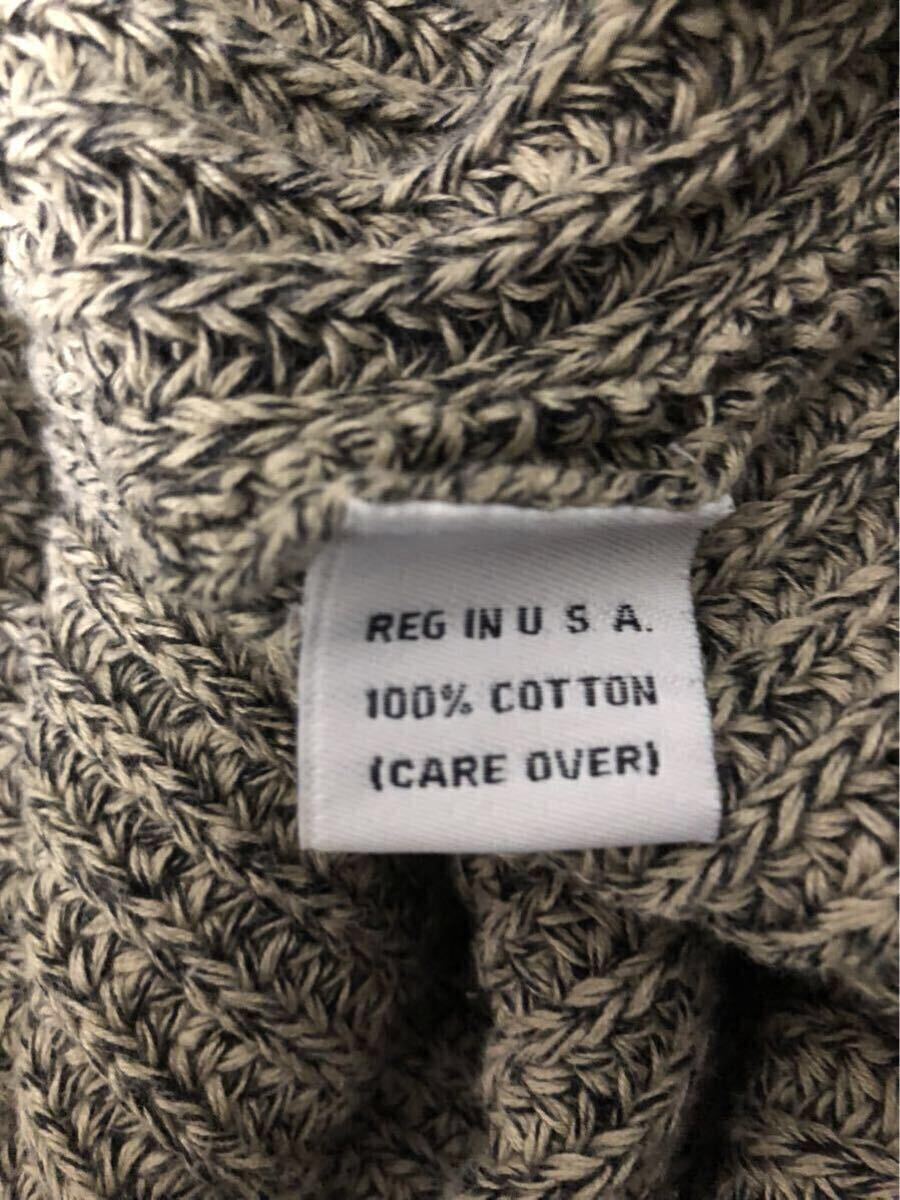 REG IN U S A.
100% COTTON
(CARE OVER)